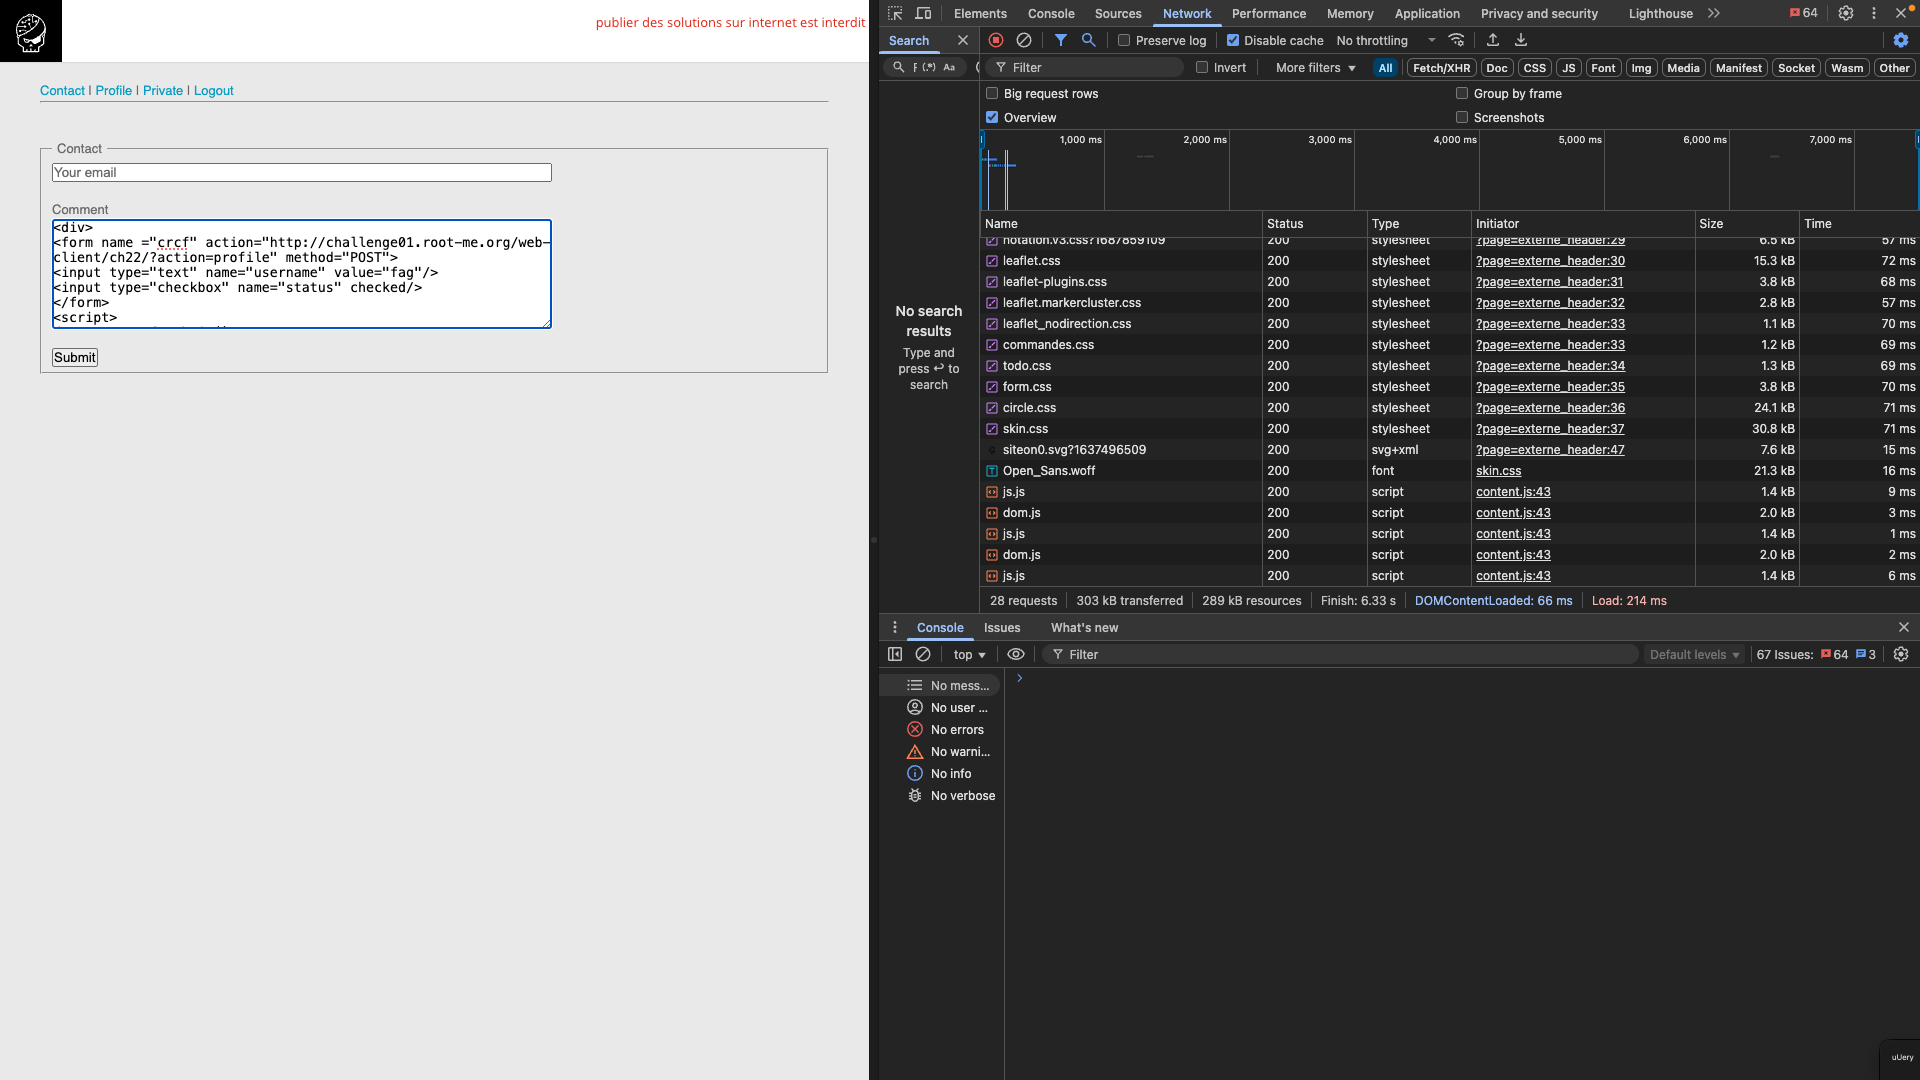 publier des solutions sur internet est interdit
Contact | Profile | Private | Logout
Contact
Your email
Comment
<div>
<form name ="crcf" action="http://challenge01.root-me.org/web-
client/ch22/?action=profile" method="POST">
<input type="text" name="username" value="fag"/>
<input type="checkbox" name="status" checked/>
</form>
<script>
Submit
Elements Console Sources Network Performance Memory Application Privacy and security Lighthouse 64
Search Preserve log Disable cache No throttling
F (.*) Aa Filter Invert More filters All Fetch/XHR Doc CSS JS Font Img Media Manifest Socket Wasm Other
Big request rows Group by frame
Overview Screenshots
1,000 ms 2,000 ms 3,000 ms 4,000 ms 5,000 ms 6,000 ms 7,000 ms
Name Status Type Initiator Size Time
notation.v3.css?1687859109 200 stylesheet ?page=externe_header:29 6.5 kB 57 ms
leaflet.css 200 stylesheet ?page=externe_header:30 15.3 kB 72 ms
leaflet-plugins.css 200 stylesheet ?page=externe_header:31 3.8 kB 68 ms
leaflet.markercluster.css 200 stylesheet ?page=externe_header:32 2.8 kB 57 ms
leaflet_nodirection.css 200 stylesheet ?page=externe_header:33 1.1 kB 70 ms
commandes.css 200 stylesheet ?page=externe_header:33 1.2 kB 69 ms
todo.css 200 stylesheet ?page=externe_header:34 1.3 kB 69 ms
form.css 200 stylesheet ?page=externe_header:35 3.8 kB 70 ms
circle.css 200 stylesheet ?page=externe_header:36 24.1 kB 71 ms
skin.css 200 stylesheet ?page=externe_header:37 30.8 kB 71 ms
siteon0.svg?1637496509 200 svg+xml ?page=externe_header:47 7.6 kB 15 ms
Open_Sans.woff 200 font skin.css 21.3 kB 16 ms
js.js 200 script content.js:43 1.4 kB 9 ms
dom.js 200 script content.js:43 2.0 kB 3 ms
js.js 200 script content.js:43 1.4 kB 1 ms
dom.js 200 script content.js:43 2.0 kB 2 ms
js.js 200 script content.js:43 1.4 kB 6 ms
No search
results
Type and
press ↩ to
search
28 requests 303 kB transferred 289 kB resources Finish: 6.33 s DOMContentLoaded: 66 ms Load: 214 ms
Console Issues What's new
top Filter Default levels 67 Issues: 64 3
No mess...
No user ...
No errors
No warni...
No info
No verbose
uUery